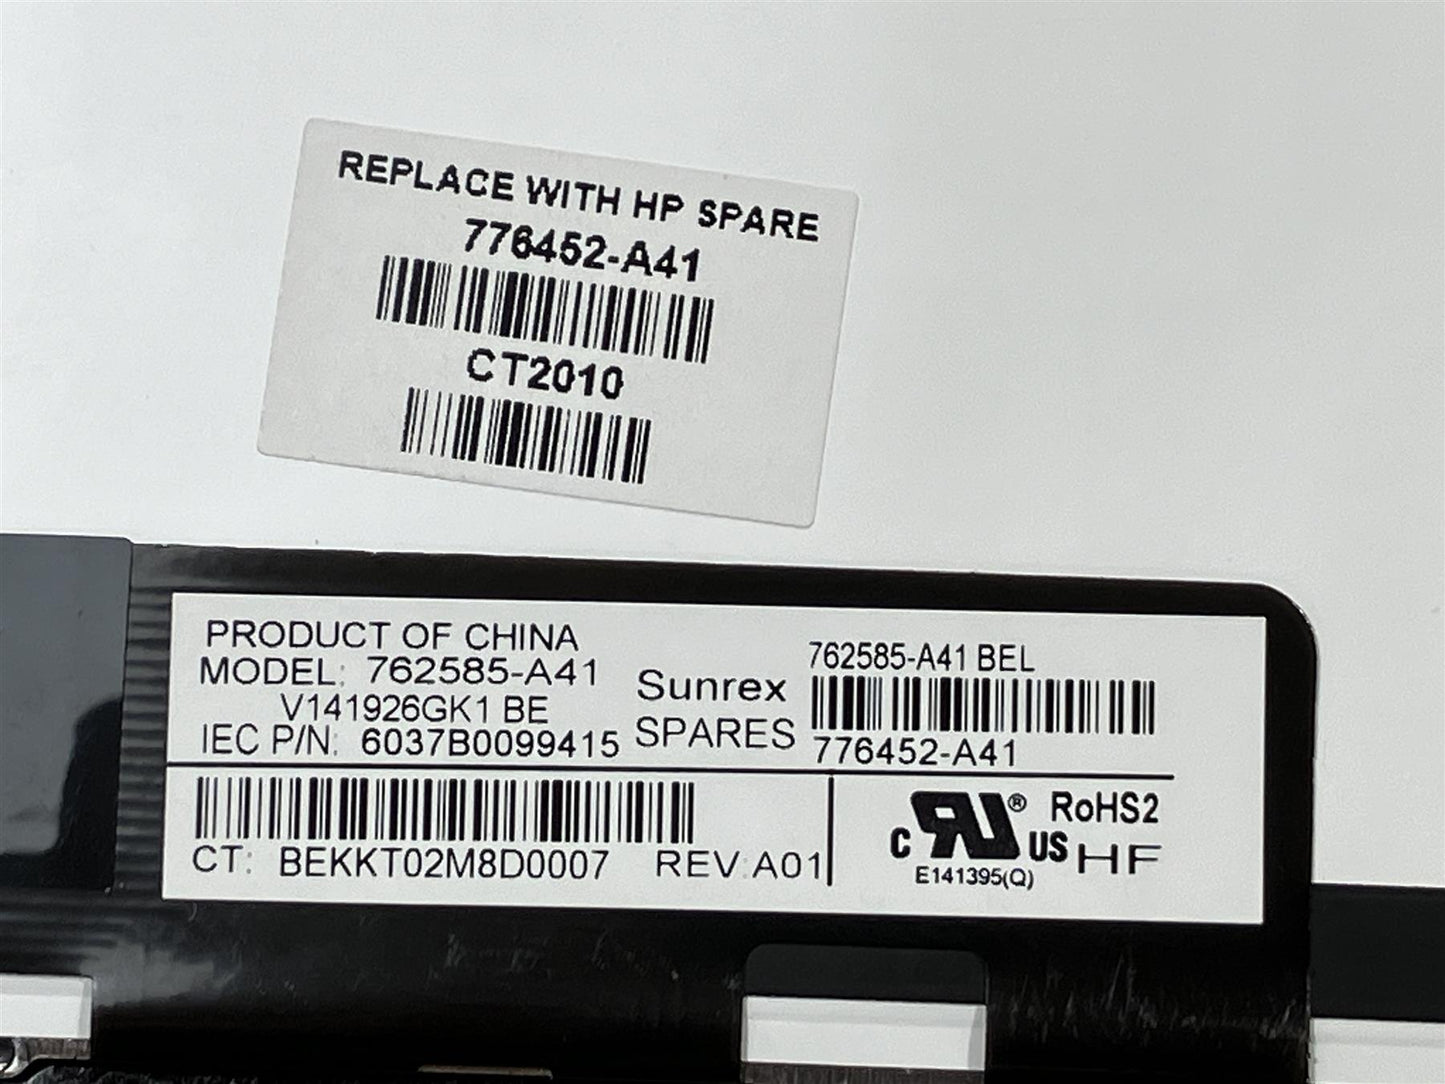 REPLACE WITH HP SPARE
776452-A41
CT2010
PRODUCT OF CHINA
MODEL: 762585-A41
V141926GK1 BE
IEC P/N: 6037B0099415
Sunrex
SPARES
762585-A41 BEL
776452-A41
CT: BEKKT02M8D0007 REV:A01
C RU® US
E141395(Q)
RoHS2
HF